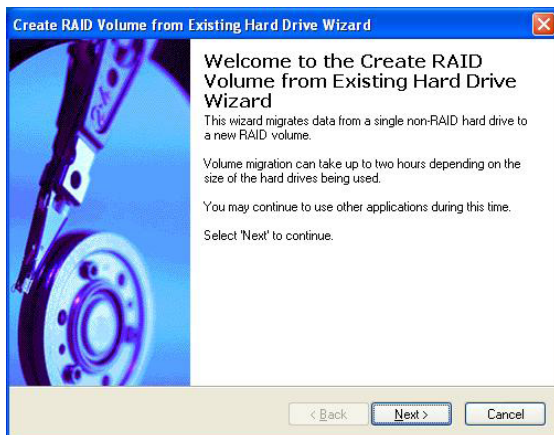 Create RAID Volume from Existing Hard Drive Wizard
Welcome to the Create RAID
Volume from Existing Hard Drive
Wizard
This wizard migrates data from a single non-RAID hard drive to
a new RAID volume.
Volume migration can take up to two hours depending on the
size of the hard drives being used.
You may continue to use other applications during this time.
Select 'Next' to continue.
< Back
Next >
Cancel